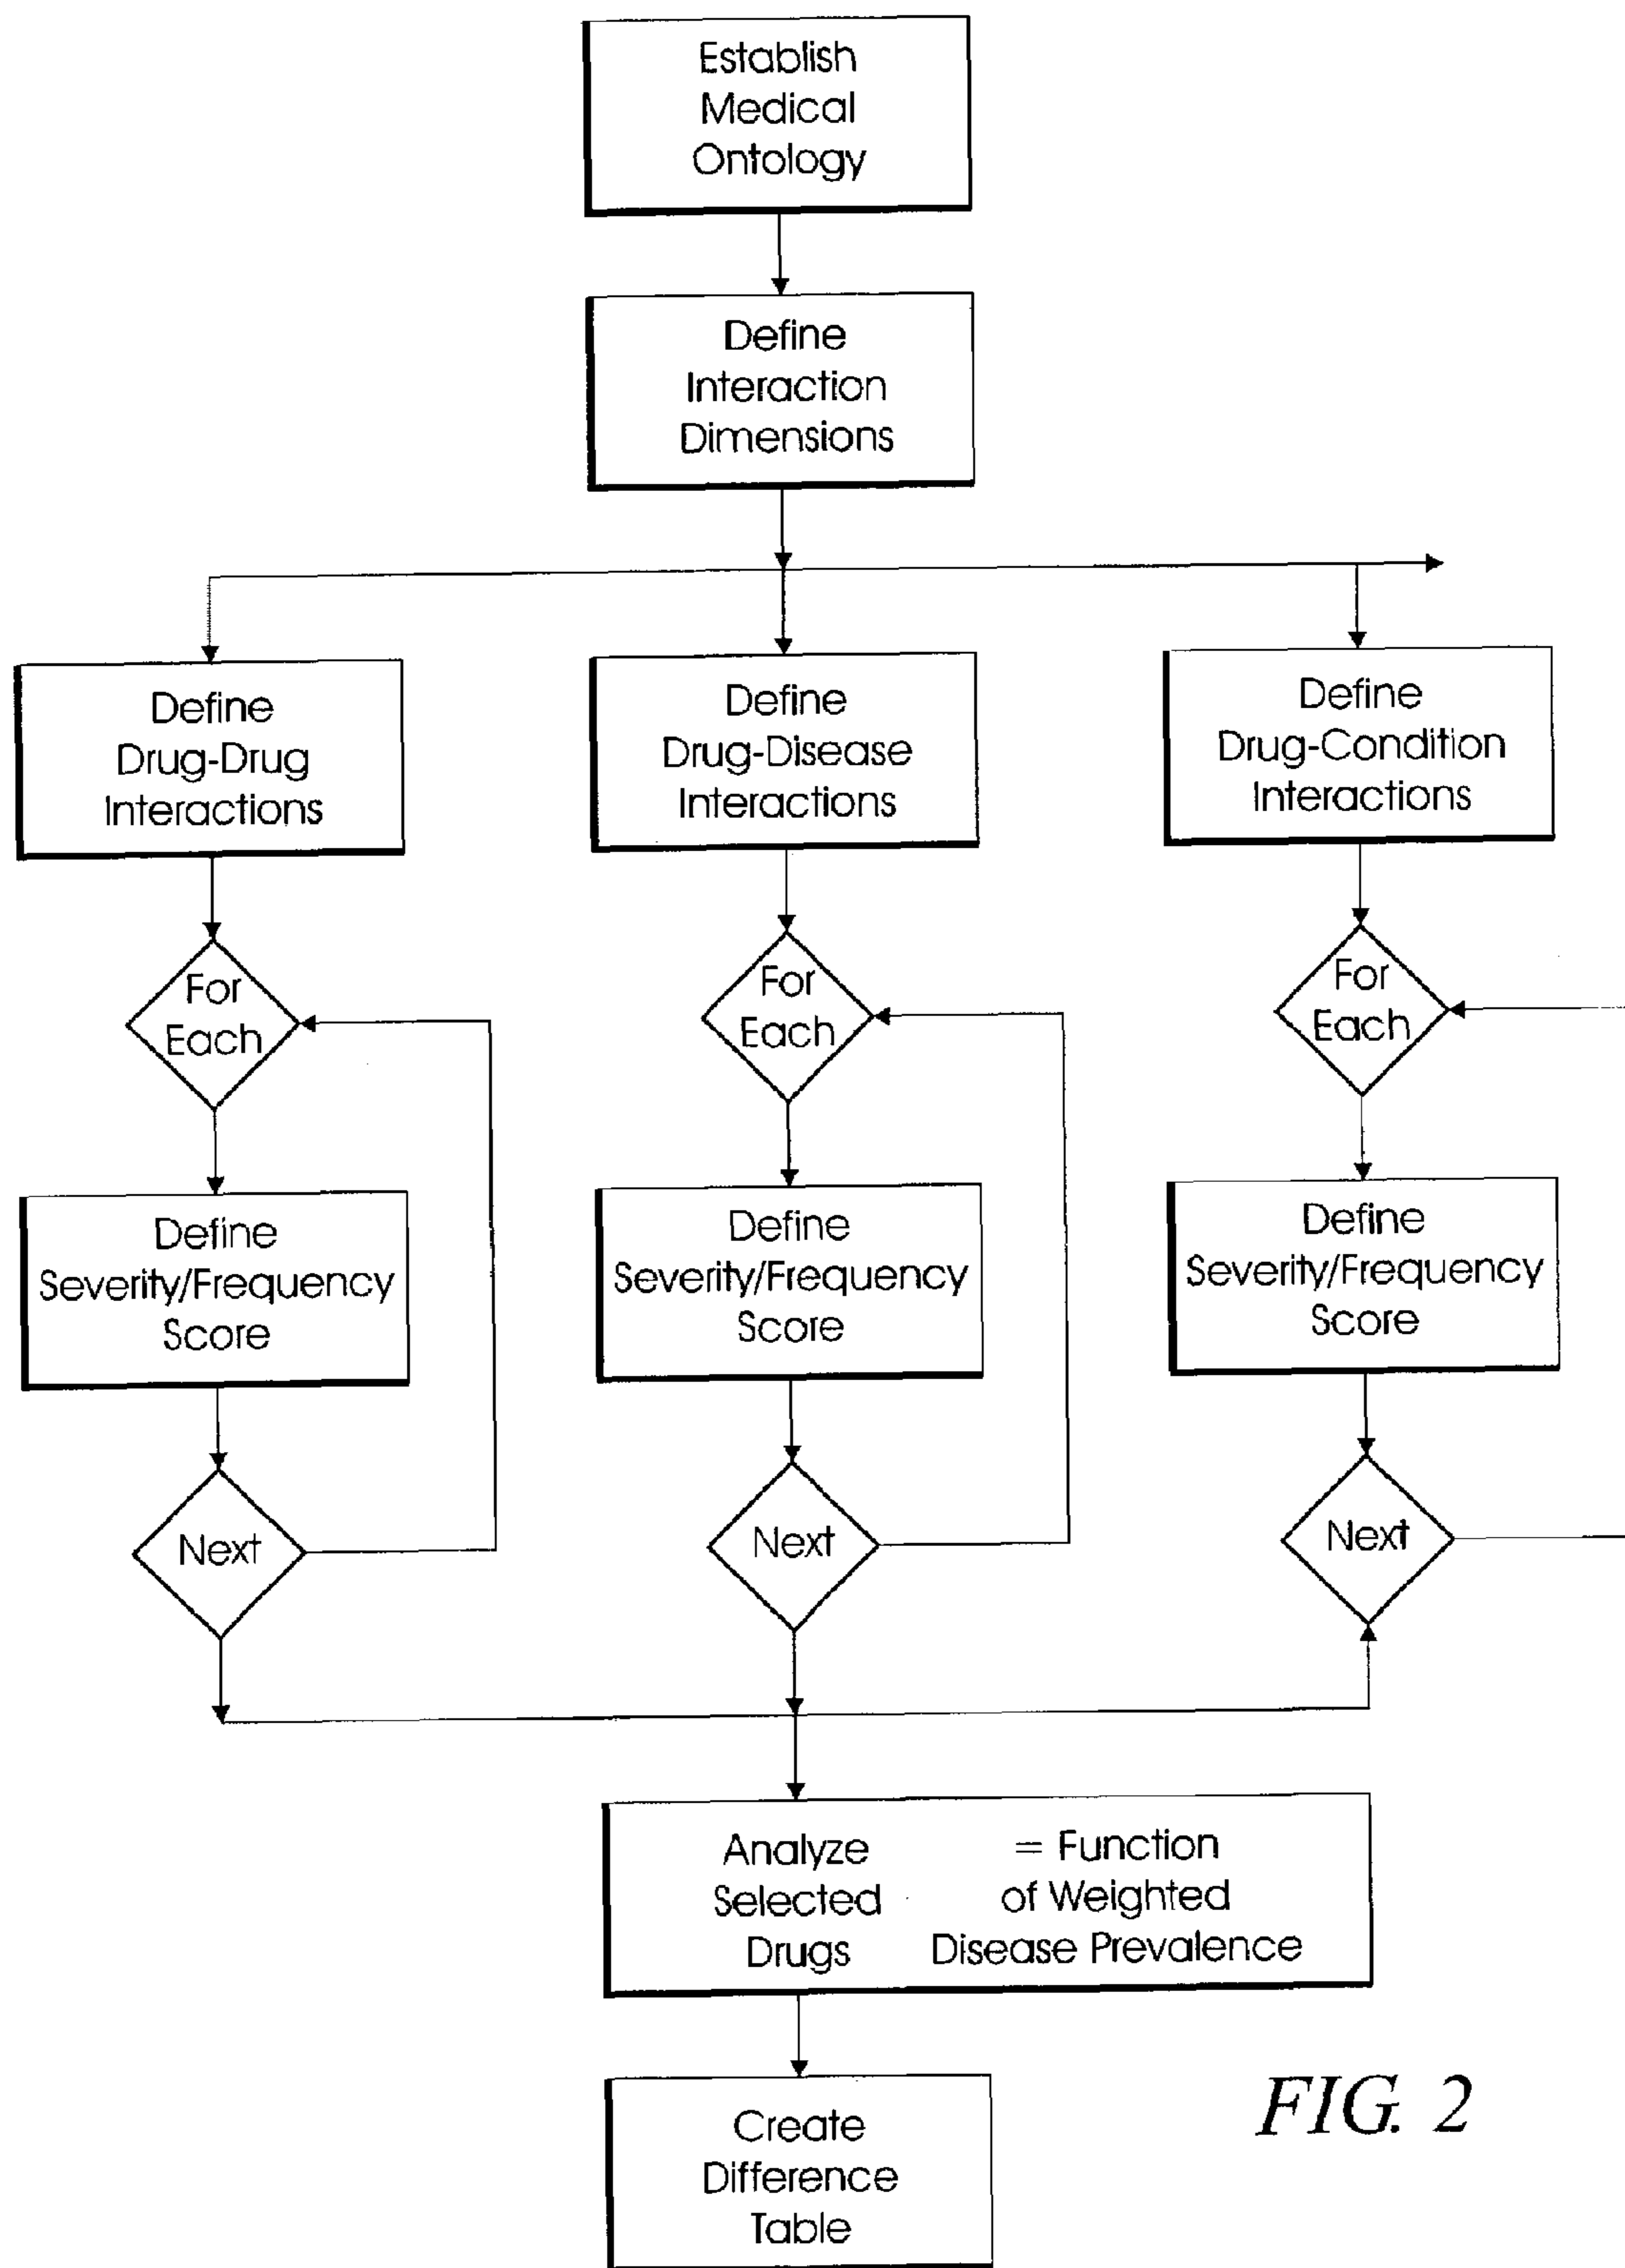 Establish
Medical
Ontology
Define
Interaction
Dimensions
Define
Drug-Drug
Interactions
Define
Drug-Disease
Interactions
Define
Drug-Condition
Interactions
For
Each
For
Each
For
Each
Define
Severity/Frequency
Score
Define
Severity/Frequency
Score
Define
Severity/Frequency
Score
Next
Next
Next
Analyze
Selected
Drugs
= Function
of Weighted
Disease Prevalence
Create
Difference
Table
FIG. 2